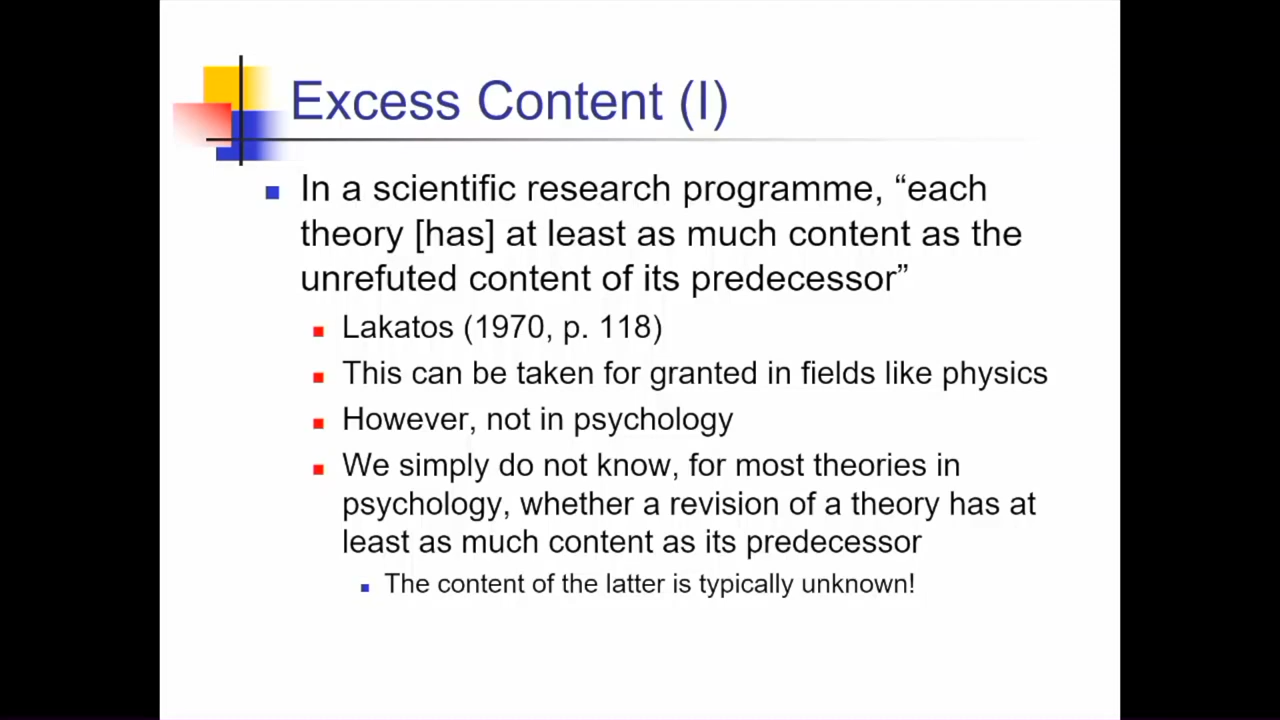 Excess Content (I)
In a scientific research programme, “each
theory [has] at least as much content as the
unrefuted content of its predecessor”
Lakatos (1970, p. 118)
This can be taken for granted in fields like physics
However, not in psychology
We simply do not know, for most theories in
psychology, whether a revision of a theory has at
least as much content as its predecessor
The content of the latter is typically unknown!